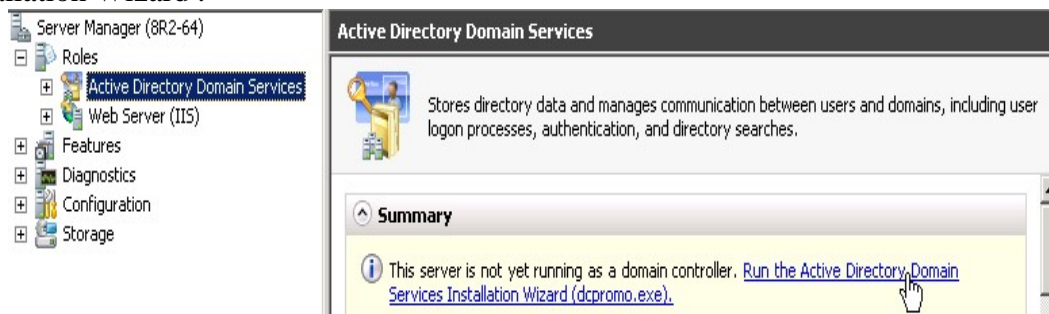 Server Manager (8R2-64)
Roles
Active Directory Domain Services
Web Server (IIS)
Features
Diagnostics
Configuration
Storage
Active Directory Domain Services
Stores directory data and manages communication between users and domains, including user
logon processes, authentication, and directory searches.
Summary
This server is not yet running as a domain controller. Run the Active Directory Domain
Services Installation Wizard (dcpromo.exe).